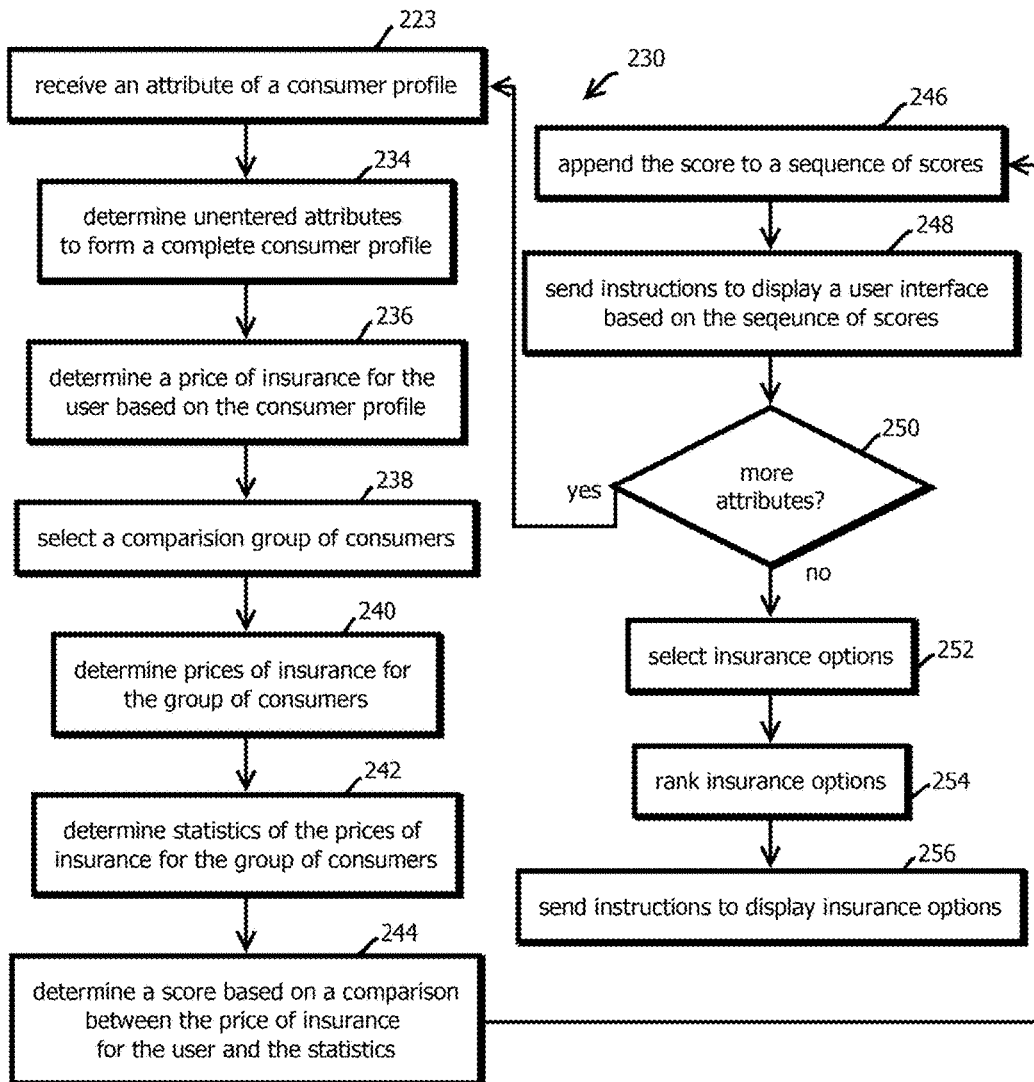 223
receive an attribute of a consumer profile
234
determine unentered attributes
to form a complete consumer profile
236
determine a price of insurance for the
user based on the consumer profile
238
select a comparision group of consumers
240
determine prices of insurance for
the group of consumers
242
determine statistics of the prices of
insurance for the group of consumers
244
determine a score based on a comparison
between the price of insurance
for the user and the statistics
230
246
append the score to a sequence of scores
248
send instructions to display a user interface
based on the seqeunce of scores
250
more
attributes?
yes
no
select insurance options
252
rank insurance options
254
256
send instructions to display insurance options